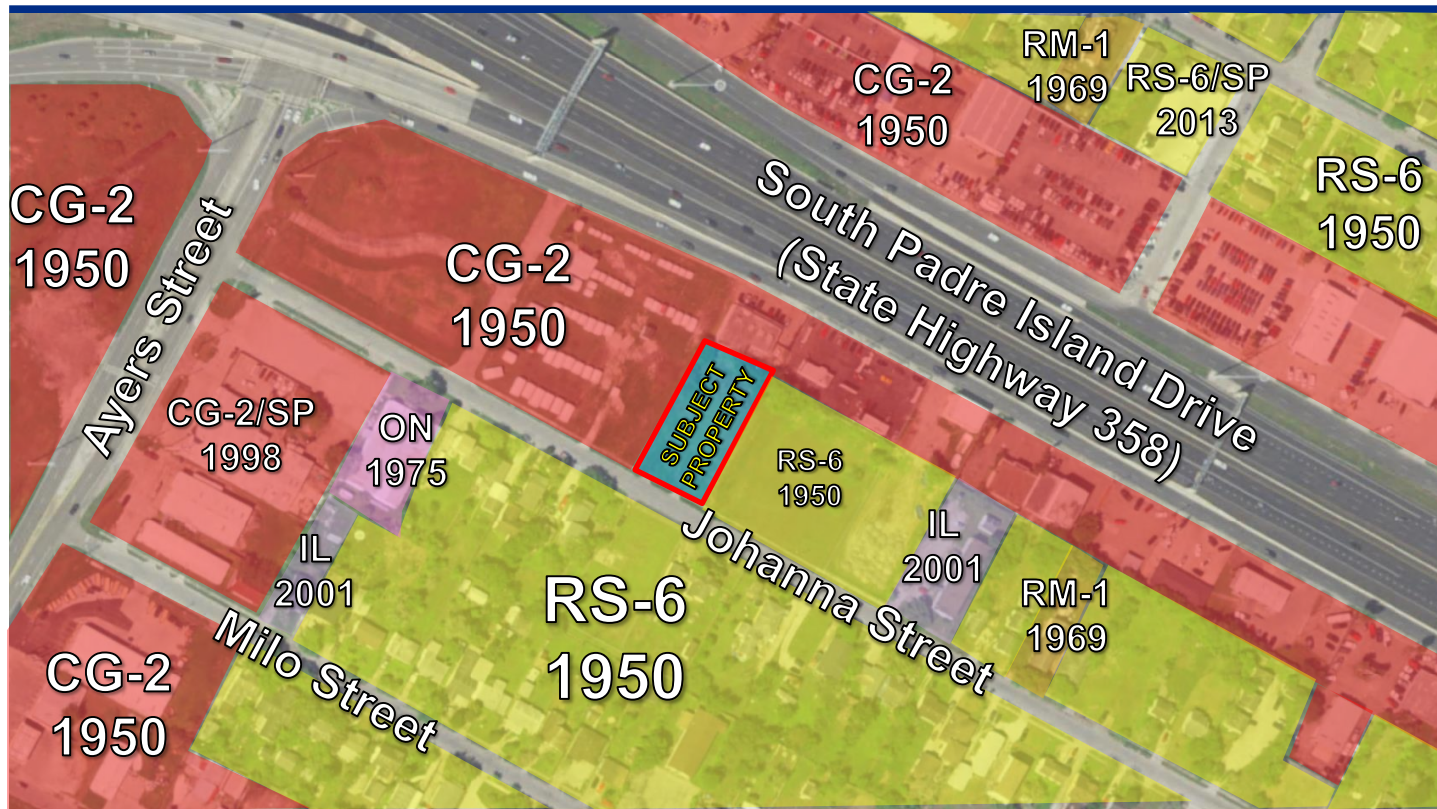 RM-1
1969
CG-2
1950
RS-6/SP
2013
RS-6
1950
CG-2
1950
Ayers Street
CG-2
1950
South Padre Island Drive
(State Highway 358)
SUBJECT
PROPERTY
CG-2/SP
1998
ON
1975
RS-6
1950
IL
2001
IL
2001
Johanna Street
RS-6
1950
RM-1
1969
Milo Street
CG-2
1950